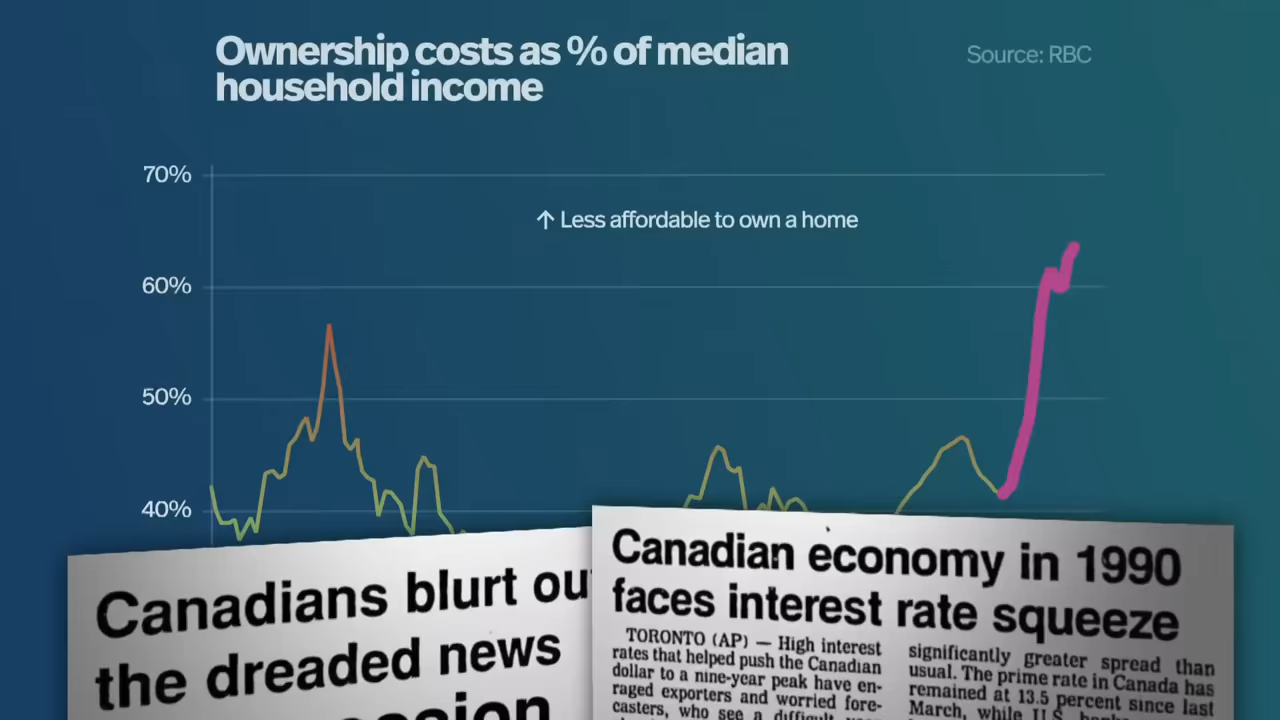 Ownership costs as % of median
household income
Source: RBC
70%
↑ Less affordable to own a home
60%
50%
40%
Canadians blurt ou
the dreaded news
Canadian economy in 1990
faces interest rate squeeze
TORONTO (AP) — High interest
rates that helped push the Canadian
dollar to a nine-year peak have en-
raged exporters and worried fore-
casters, who see a difficult
significantly greater spread than
usual. The prime rate in Canada has
remained at 13.5 percent since last
March, while U.S.